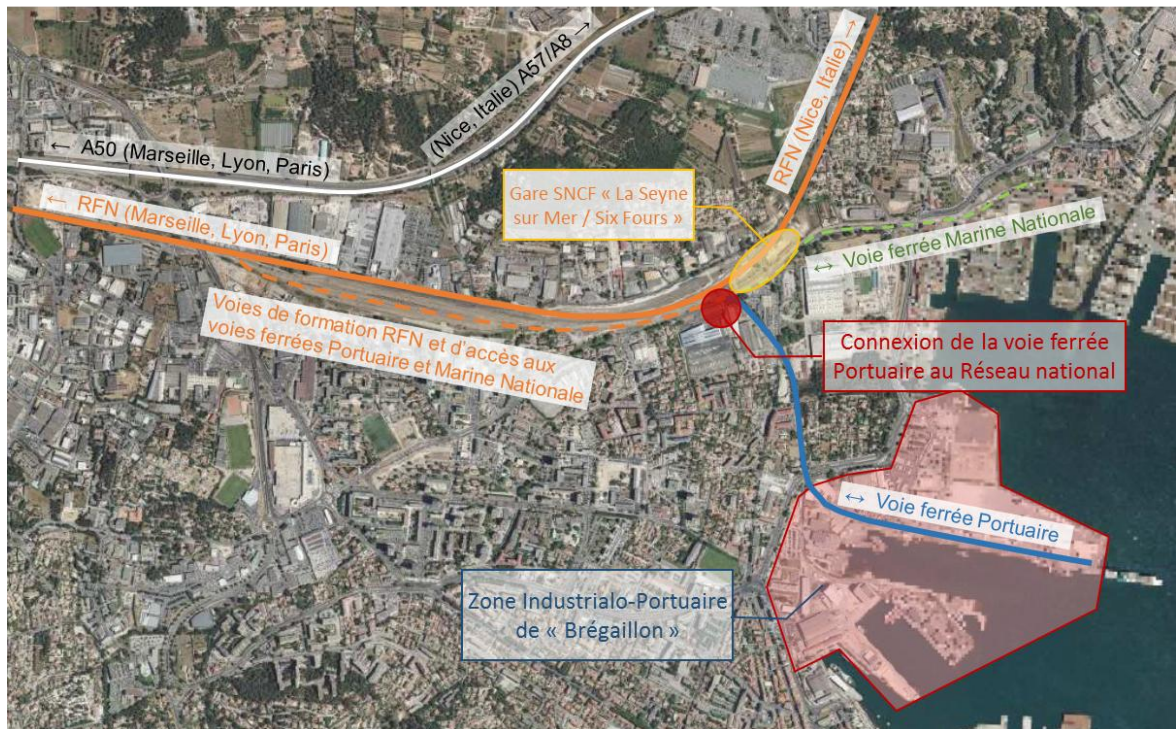 (Nice, Italie) A57/A8 →
RFN (Nice, Italie) →
← A50 (Marseille, Lyon, Paris)
← RFN (Marseille, Lyon, Paris)
Gare SNCF « La Seyne
sur Mer / Six Fours »
↔ Voie ferrée Marine Nationale
Voies de formation RFN et d'accès aux
voies ferrées Portuaire et Marine Nationale
Connexion de la voie ferrée
Portuaire au Réseau national
↔ Voie ferrée Portuaire
Zone Industrialo-Portuaire
de « Brégaillon »